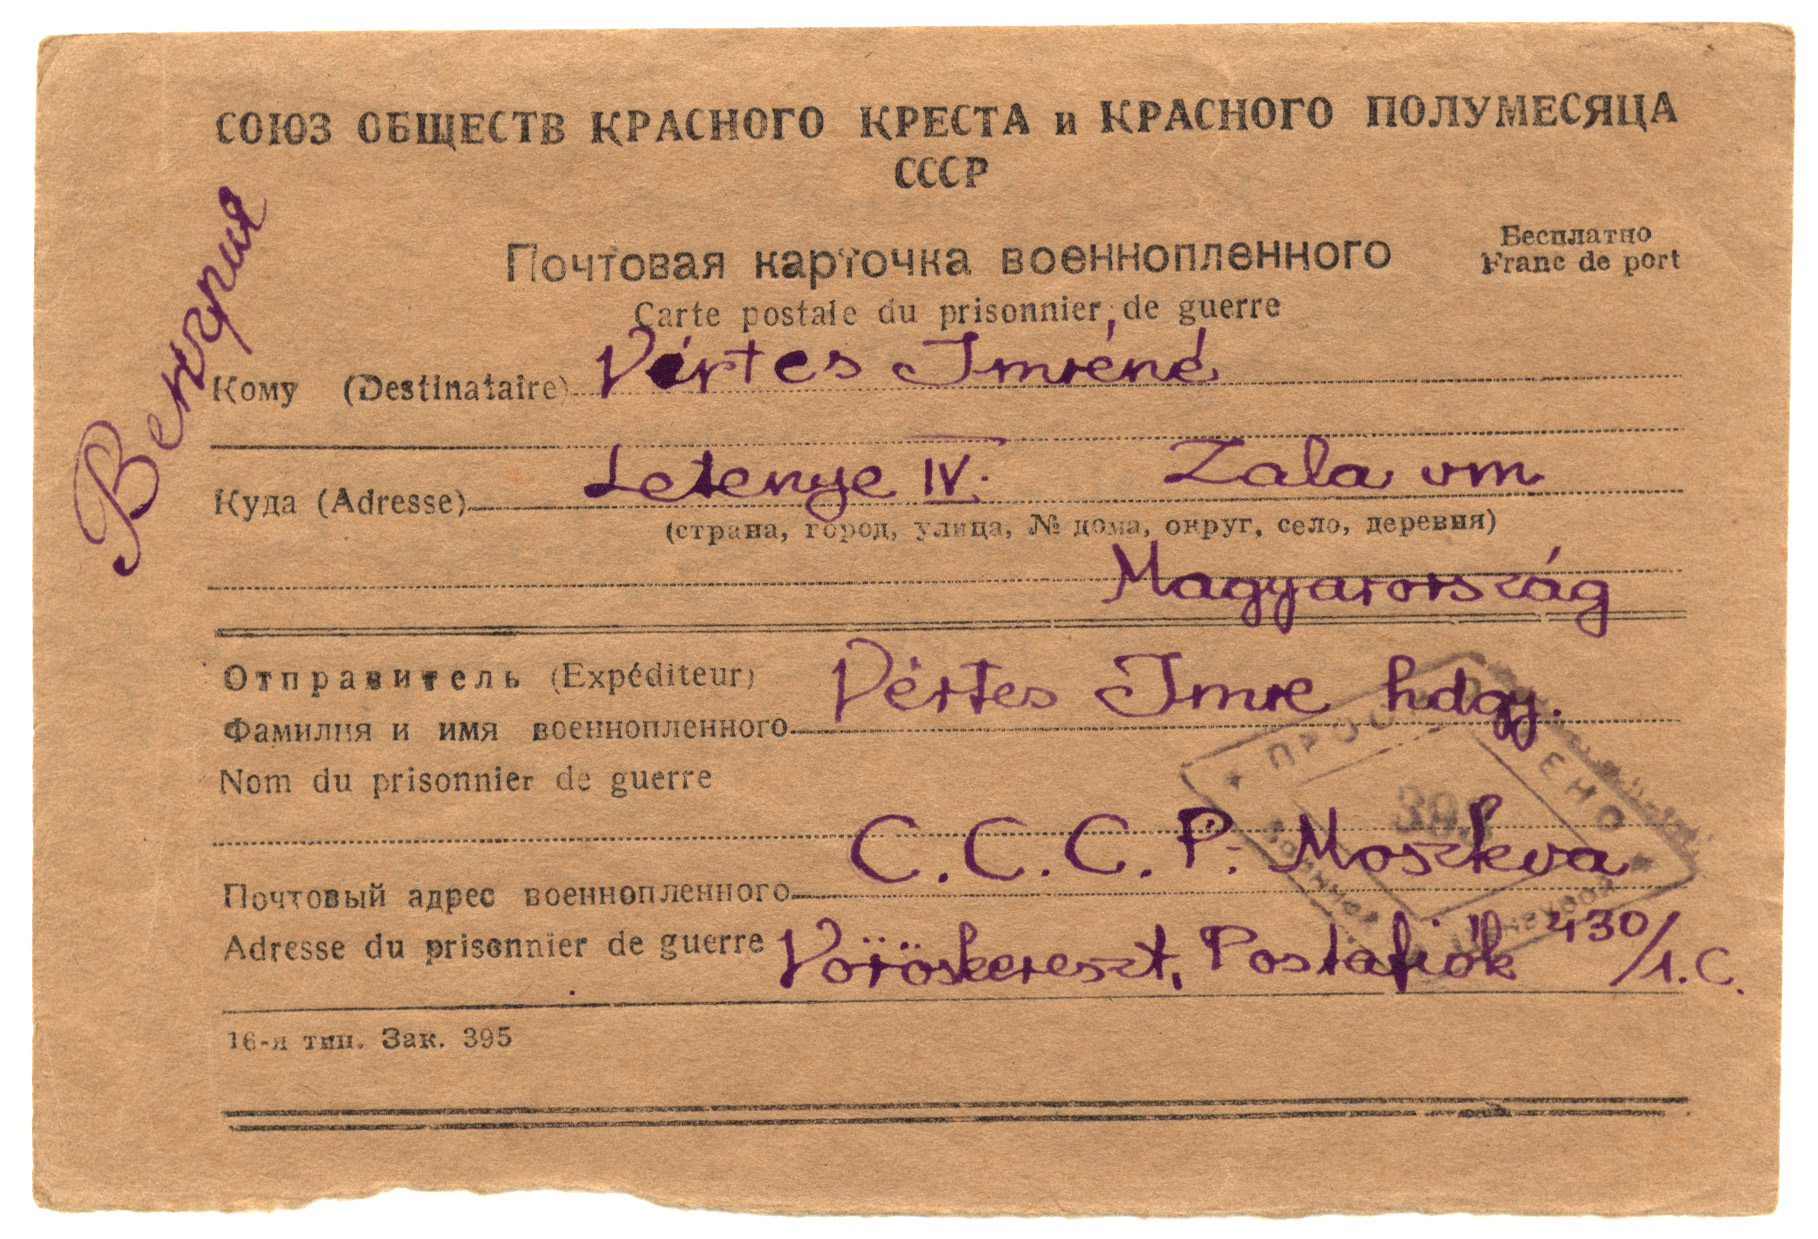 СОЮЗ ОБЩЕСТВ КРАСНОГО КРЕСТА и КРАСНОГО ПОЛУМЕСЯЦА
СССР
Венгрия
Почтовая карточка военнопленного
Бесплатно
Franc de port
Carte postale du prisonnier de guerre
Кому (Destinataire) Vértes Imréné
Куда (Adresse) Letenye IV. Zala vm
(страна, город, улица, № дома, округ, село, деревня)
Magyarország
Отправитель (Expéditeur)
Фамилия и имя военнопленного Vértes Imre hdgy.
Nom du prisonnier de guerre
ПРОСМОТРЕНО
Почтовый адрес военнопленного C.C.C.P. Moszkva
Adresse du prisonnier de guerre Vöröskereszt, Postafiók 430/1.C.
16-я тип. Зак. 395